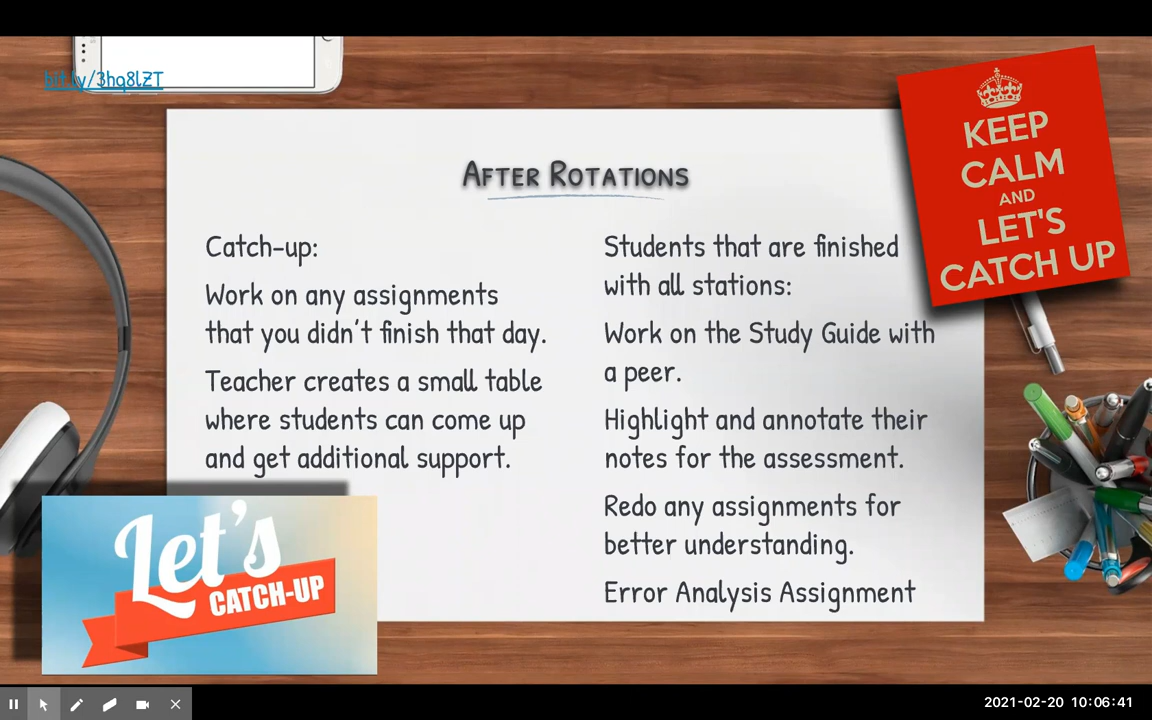 bit.ly/3hq8lZT
KEEP
CALM
AND
LET'S
CATCH UP
After Rotations
Catch-up:
Work on any assignments
that you didn't finish that day.
Teacher creates a small table
where students can come up
and get additional support.
Students that are finished
with all stations:
Work on the Study Guide with
a peer.
Highlight and annotate their
notes for the assessment.
Redo any assignments for
better understanding.
Error Analysis Assignment
Let's
CATCH-UP
2021-02-20 10:06:41